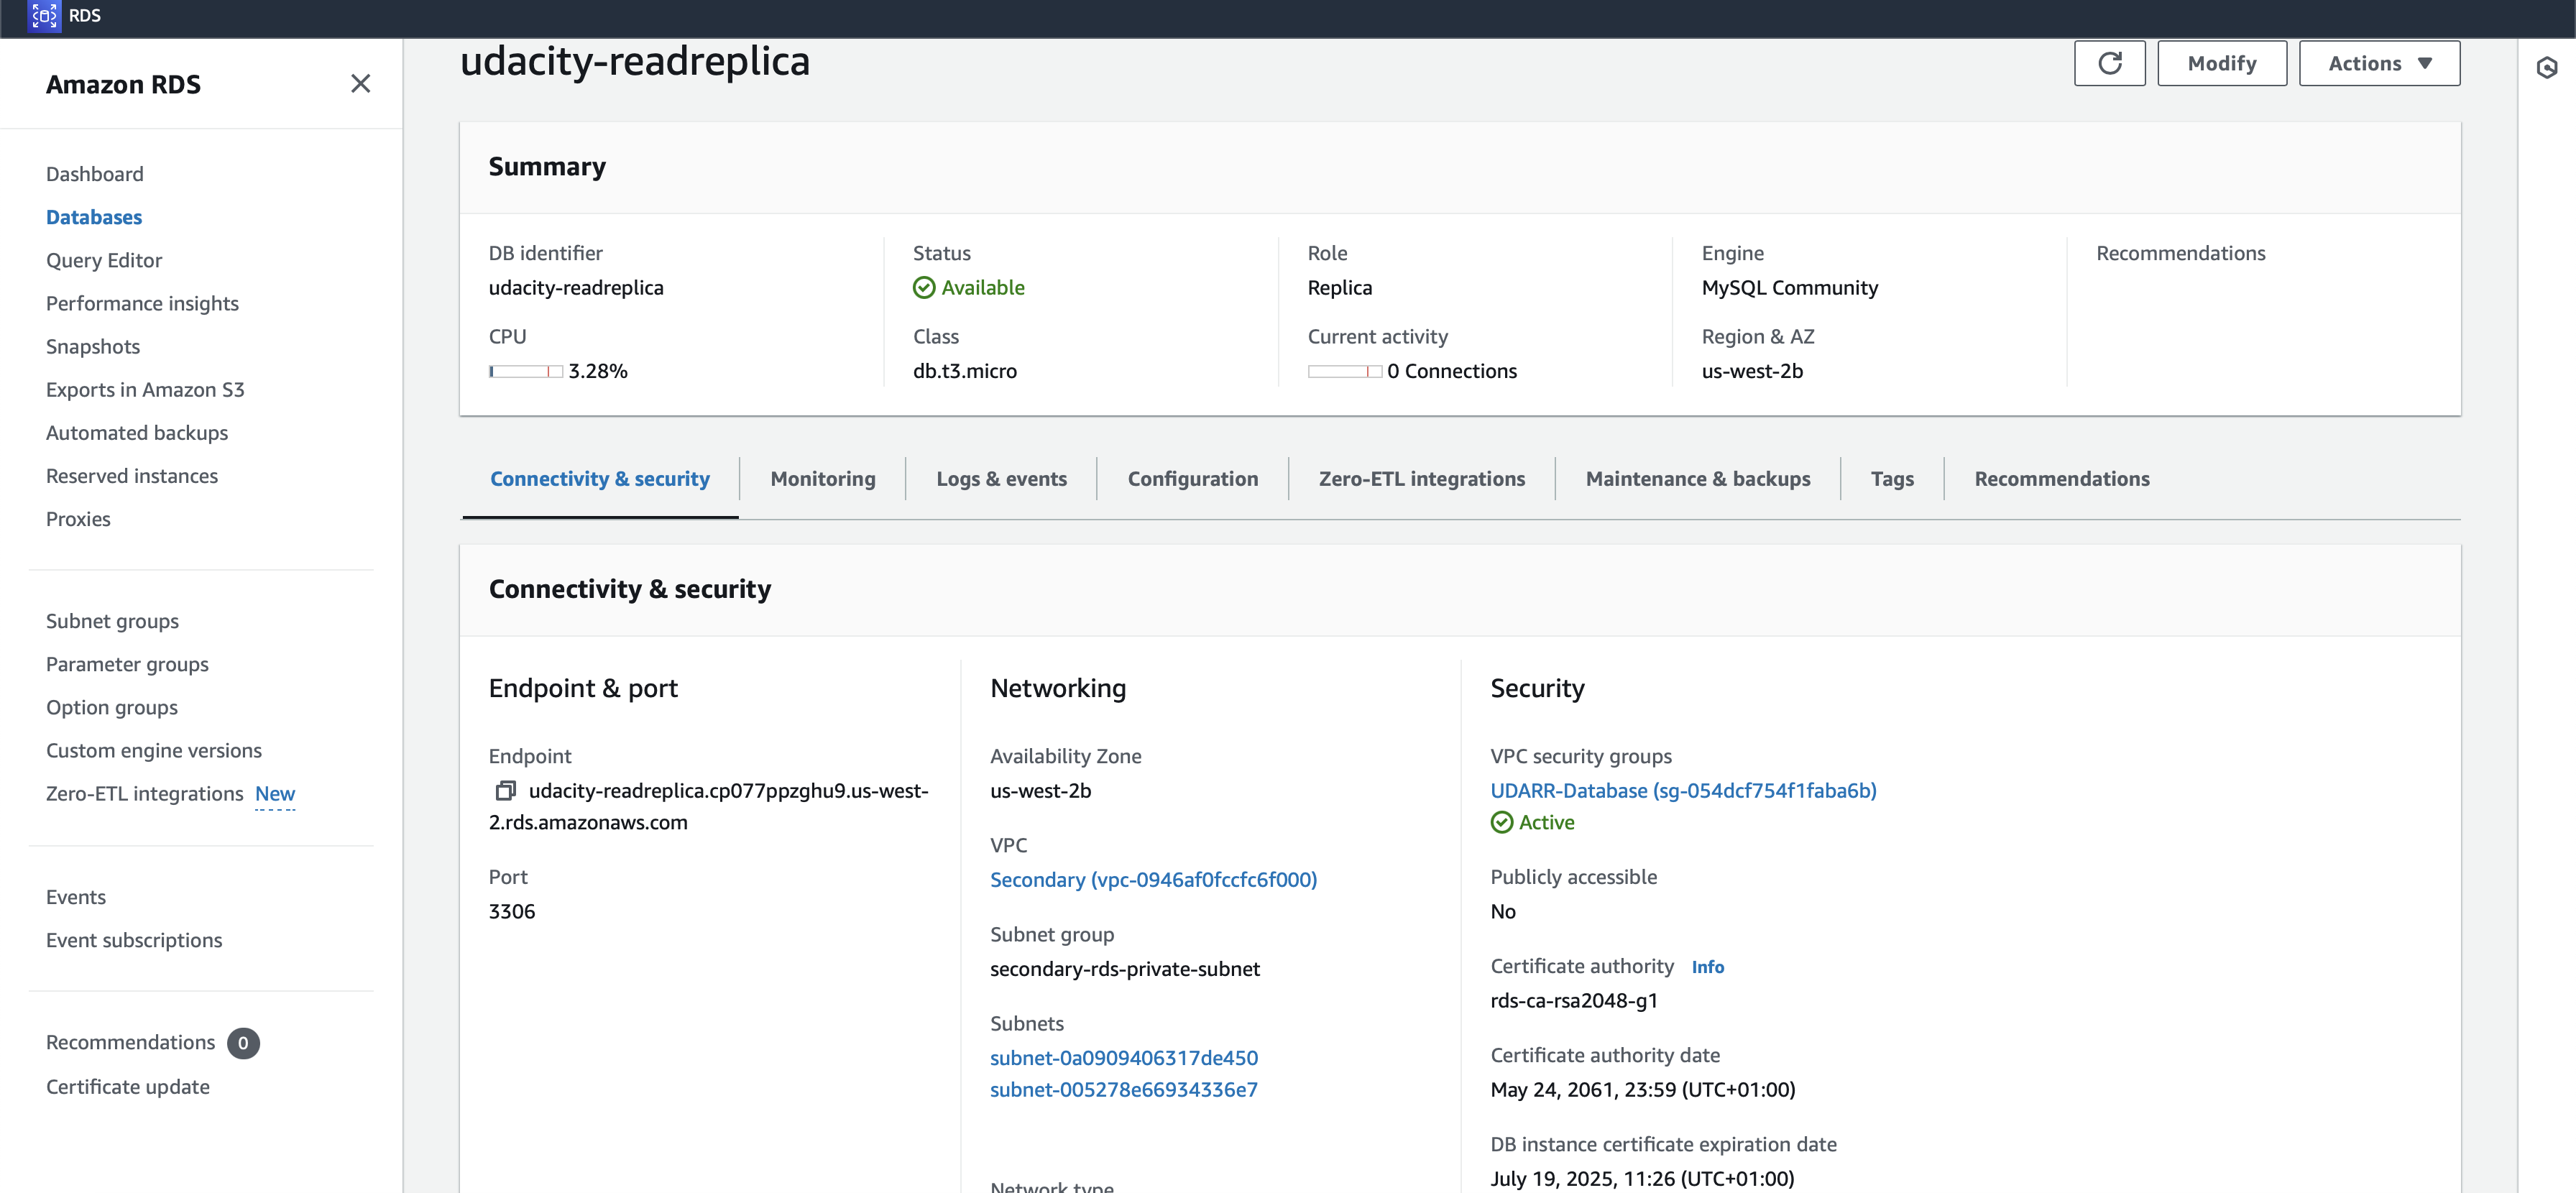 RDS
Amazon RDS
Dashboard
Databases
Query Editor
Performance insights
Snapshots
Exports in Amazon S3
Automated backups
Reserved instances
Proxies
Subnet groups
Parameter groups
Option groups
Custom engine versions
Zero-ETL integrations New
Events
Event subscriptions
Recommendations 0
Certificate update
udacity-readreplica
Modify
Actions
Summary
DB identifier
udacity-readreplica
CPU
3.28%
Status
Available
Class
db.t3.micro
Role
Replica
Current activity
0 Connections
Engine
MySQL Community
Region & AZ
us-west-2b
Recommendations
Connectivity & security
Monitoring
Logs & events
Configuration
Zero-ETL integrations
Maintenance & backups
Tags
Recommendations
Connectivity & security
Endpoint & port
Endpoint
udacity-readreplica.cp077ppzghu9.us-west-
2.rds.amazonaws.com
Port
3306
Networking
Availability Zone
us-west-2b
VPC
Secondary (vpc-0946af0fccfc6f000)
Subnet group
secondary-rds-private-subnet
Subnets
subnet-0a0909406317de450
subnet-005278e66934336e7
Network type
Security
VPC security groups
UDARR-Database (sg-054dcf754f1faba6b)
Active
Publicly accessible
No
Certificate authority Info
rds-ca-rsa2048-g1
Certificate authority date
May 24, 2061, 23:59 (UTC+01:00)
DB instance certificate expiration date
July 19, 2025, 11:26 (UTC+01:00)